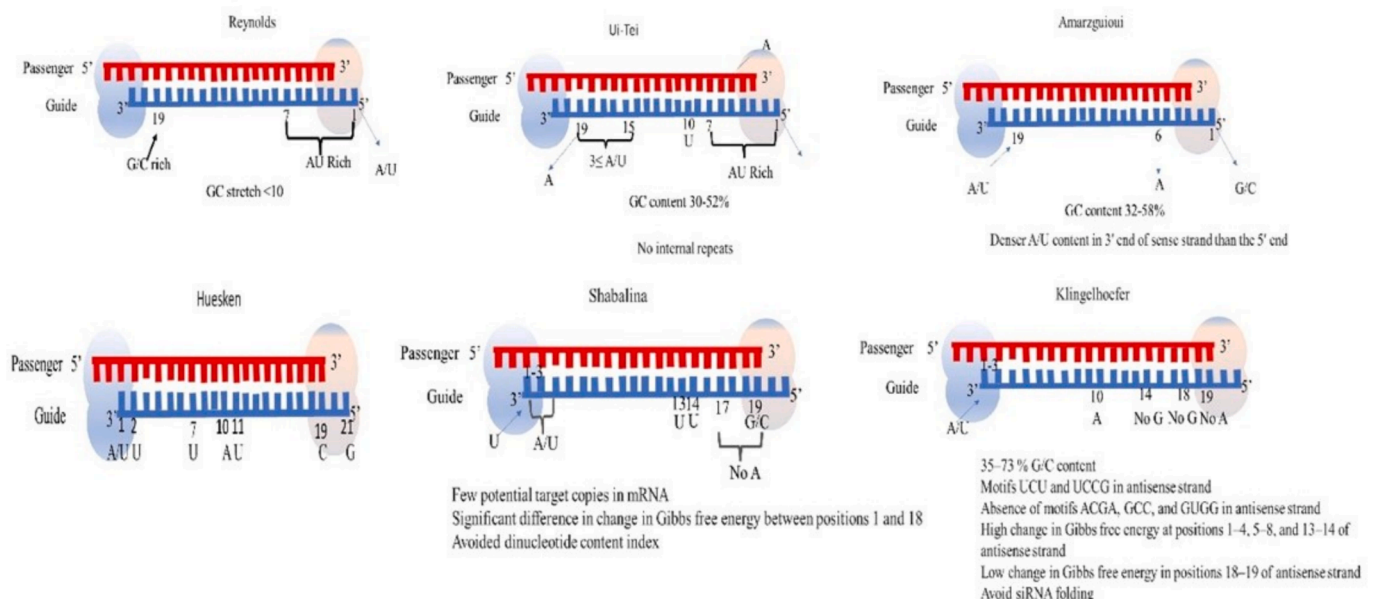 Reynolds
Passenger 5' 3'
Guide 3' 5'
19 7 1
G/C rich AU Rich A/U
GC stretch <10
Ui-Tei
A
Passenger 5' 3'
Guide 3' 5'
19 15 10 7 1
U
3≤ A/U AU Rich
A
GC content 30-52%
No internal repeats
Amarzguioui
Passenger 5' 3'
Guide 3' 5'
19 6 1
A/U A G/C
GC content 32-58%
Denser A/U content in 3' end of sense strand than the 5' end
Huesken
Passenger 5' 3'
Guide 3' 5'
1 2 7 10 11 19 21
A/U U U A U C G
Shabalina
Passenger 5' 3'
1-3
Guide 3' 5'
13 14 17 19
U U G/C
U A/U
No A
Few potential target copies in mRNA
Significant difference in change in Gibbs free energy between positions 1 and 18
Avoided dinucleotide content index
Klingelhoefer
Passenger 5' 3'
1-3
Guide 3' 5'
10 14 18 19
A/U A No G No G No A
35–73 % G/C content
Motifs UCU and UCCG in antisense strand
Absence of motifs ACGA, GCC, and GUGG in antisense strand
High change in Gibbs free energy at positions 1–4, 5–8, and 13–14 of
antisense strand
Low change in Gibbs free energy in positions 18–19 of antisense strand
Avoid siRNA folding